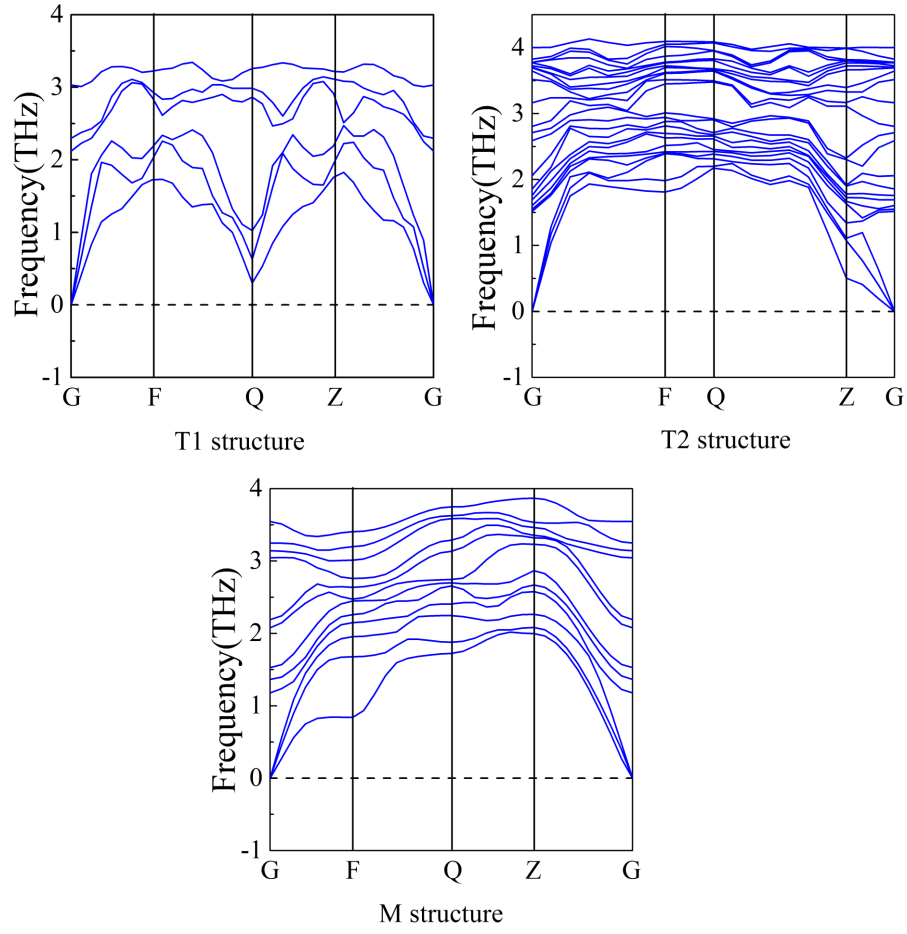 4
3
2
1
0
-1
Frequency(THz)
G F Q Z G
T1 structure
4
3
2
1
0
-1
Frequency(THz)
G F Q Z G
T2 structure
4
3
2
1
0
-1
Frequency(THz)
G F Q Z G
M structure